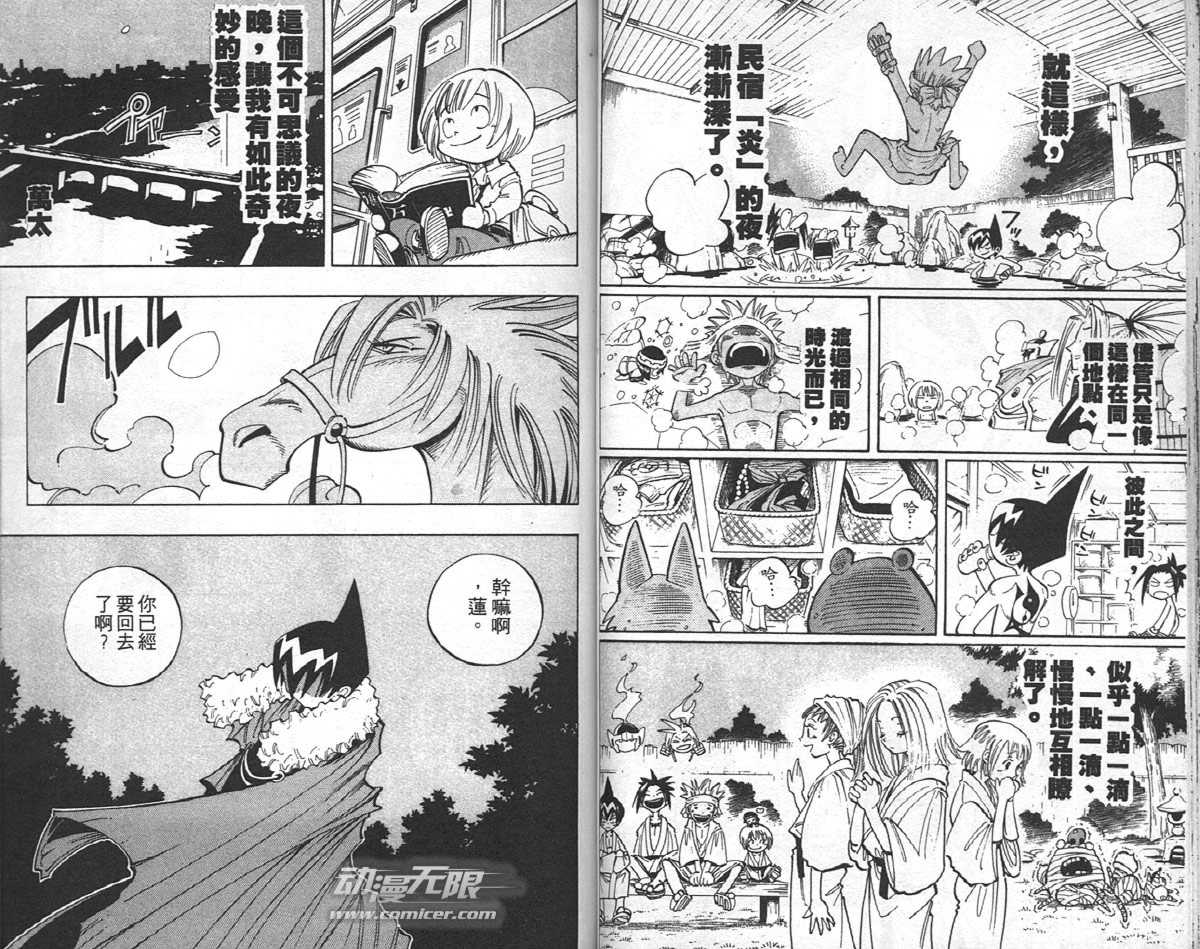 就這樣，
民宿「炎」的夜
漸漸深了。
ブッ
儘管只是像
這樣在同一
個地點、
渡過相同的
時光而已，
彼此之間，
哈…
哈…
哈…
似乎一點一滴
、一點一滴、
慢慢地互相瞭
解了。
這個不可思議的夜
晚，讓我有如此奇
妙的感受
萬太
ブルルル
幹嘛啊
，蓮。
你已經
要回去
了啊？
动漫无限
www.comicer.com